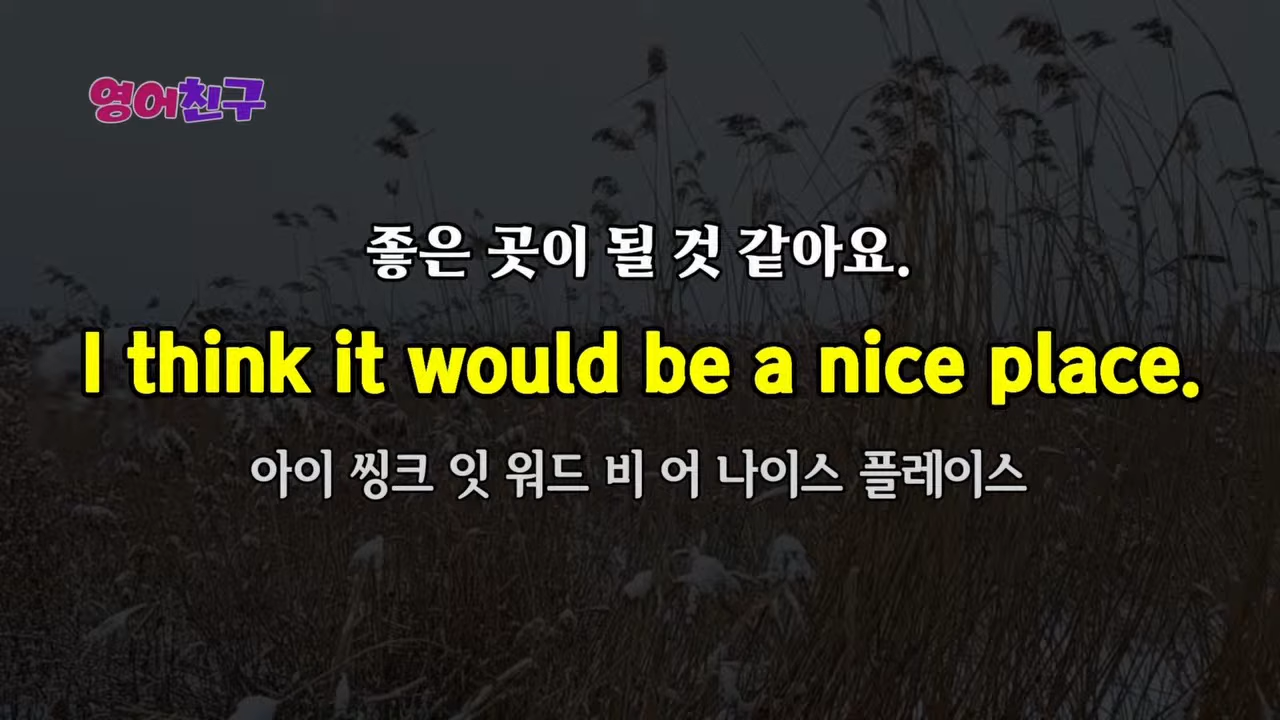 영어친구
좋은 곳이 될 것 같아요.
I think it would be a nice place.
아이 씽크 잇 워드 비 어 나이스 플레이스